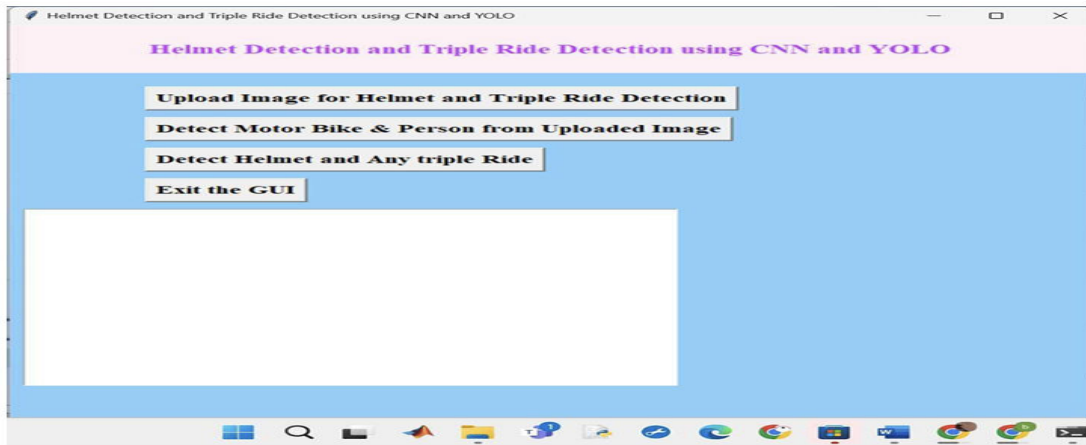 Helmet Detection and Triple Ride Detection using CNN and YOLO
Helmet Detection and Triple Ride Detection using CNN and YOLO
Upload Image for Helmet and Triple Ride Detection
Detect Motor Bike & Person from Uploaded Image
Detect Helmet and Any triple Ride
Exit the GUI